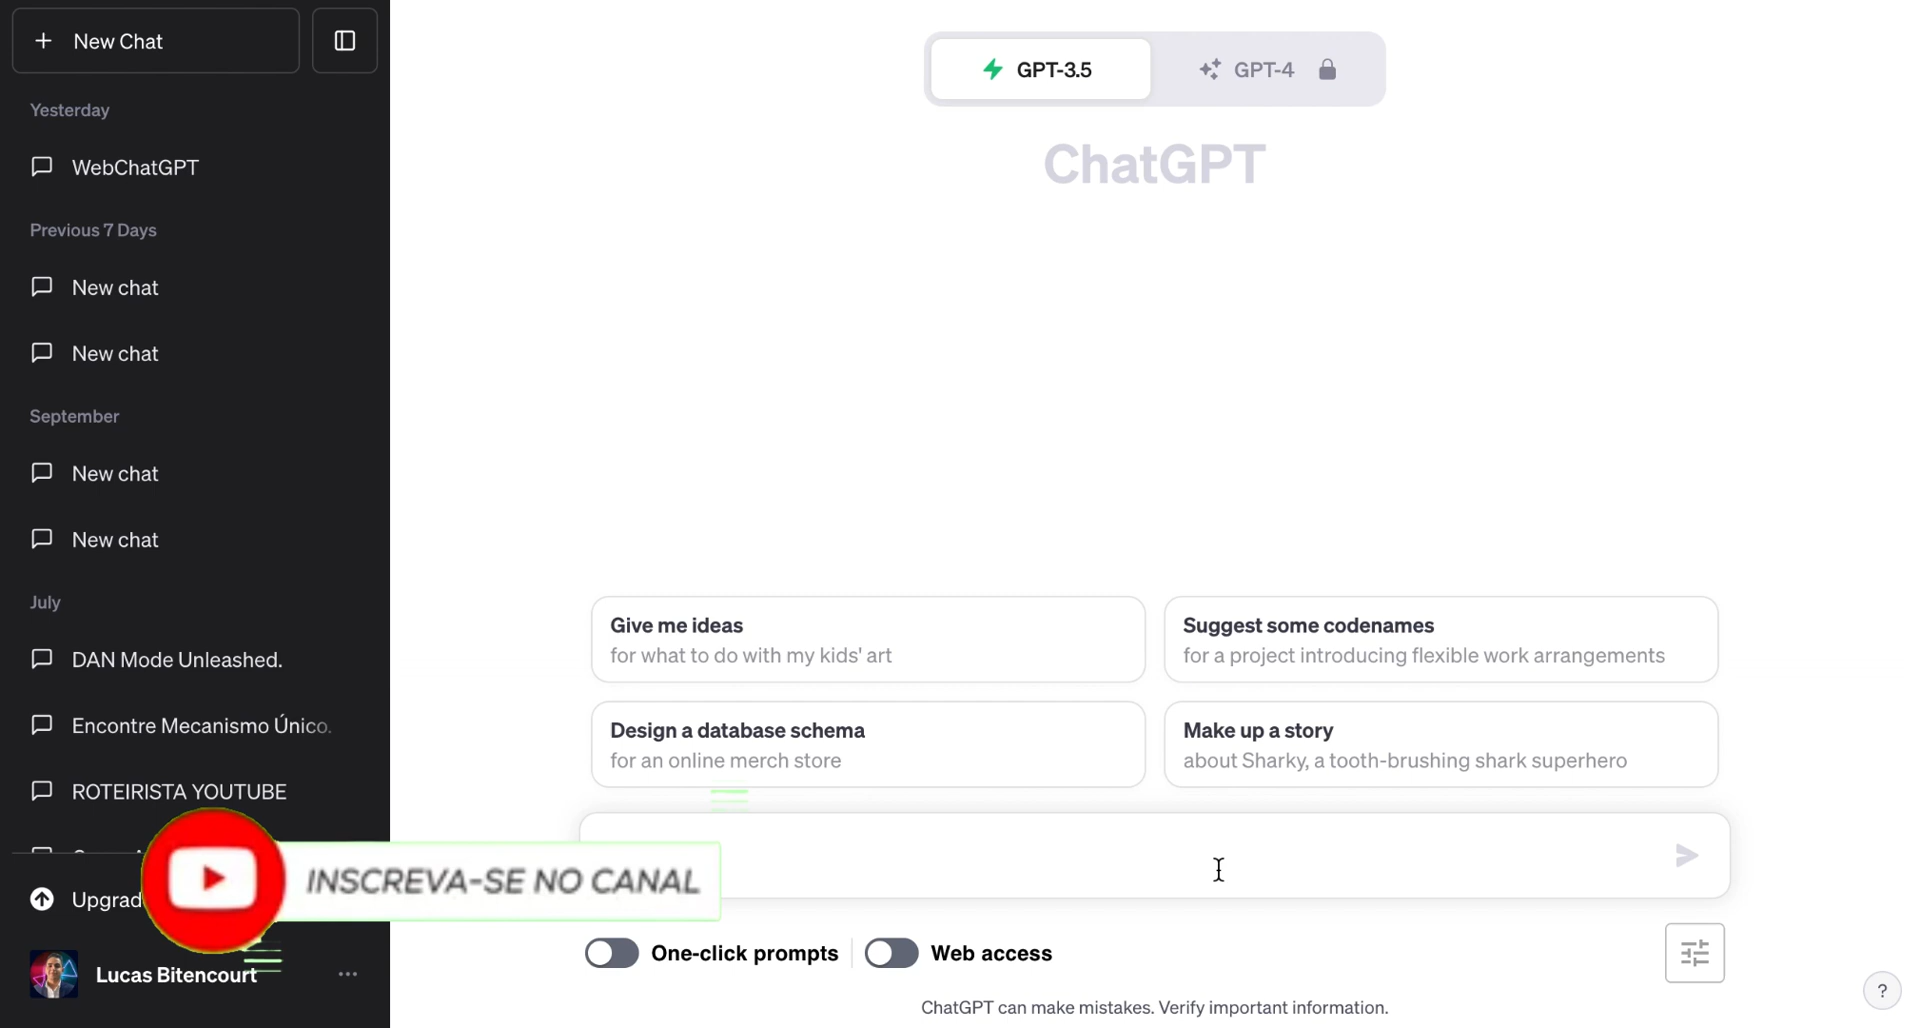 New Chat
Yesterday
WebChatGPT
Previous 7 Days
New chat
New chat
September
New chat
New chat
July
DAN Mode Unleashed.
Encontre Mecanismo Único.
ROTEIRISTA YOUTUBE
INSCREVA-SE NO CANAL
Lucas Bitencourt
GPT-3.5
GPT-4
ChatGPT
Give me ideas
for what to do with my kids' art
Suggest some codenames
for a project introducing flexible work arrangements
Design a database schema
for an online merch store
Make up a story
about Sharky, a tooth-brushing shark superhero
One-click prompts
Web access
ChatGPT can make mistakes. Verify important information.
?